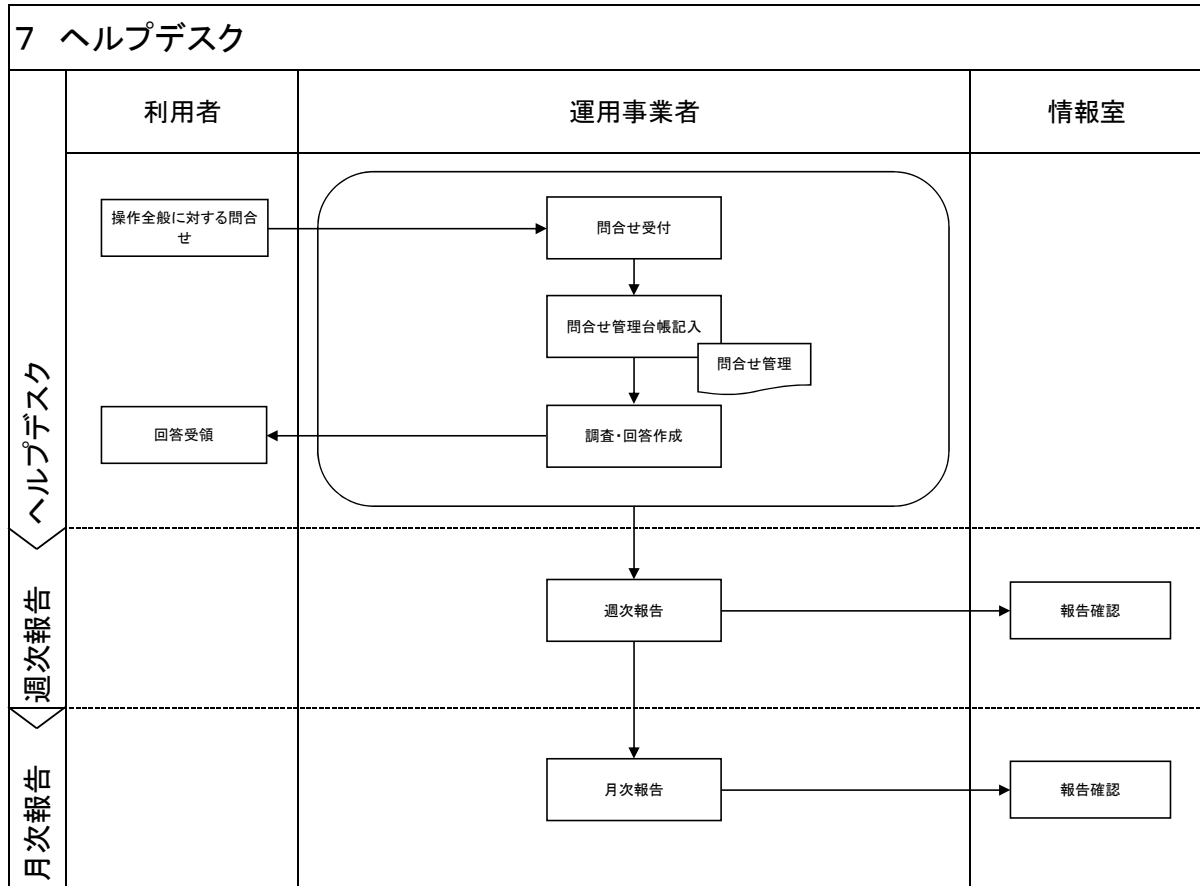 7 ヘルプデスク
利用者
運用事業者
情報室
ヘルプデスク
操作全般に対する問合
せ
問合せ受付
問合せ管理台帳記入
問合せ管理
回答受領
調査・回答作成
週次報告
週次報告
報告確認
月次報告
月次報告
報告確認